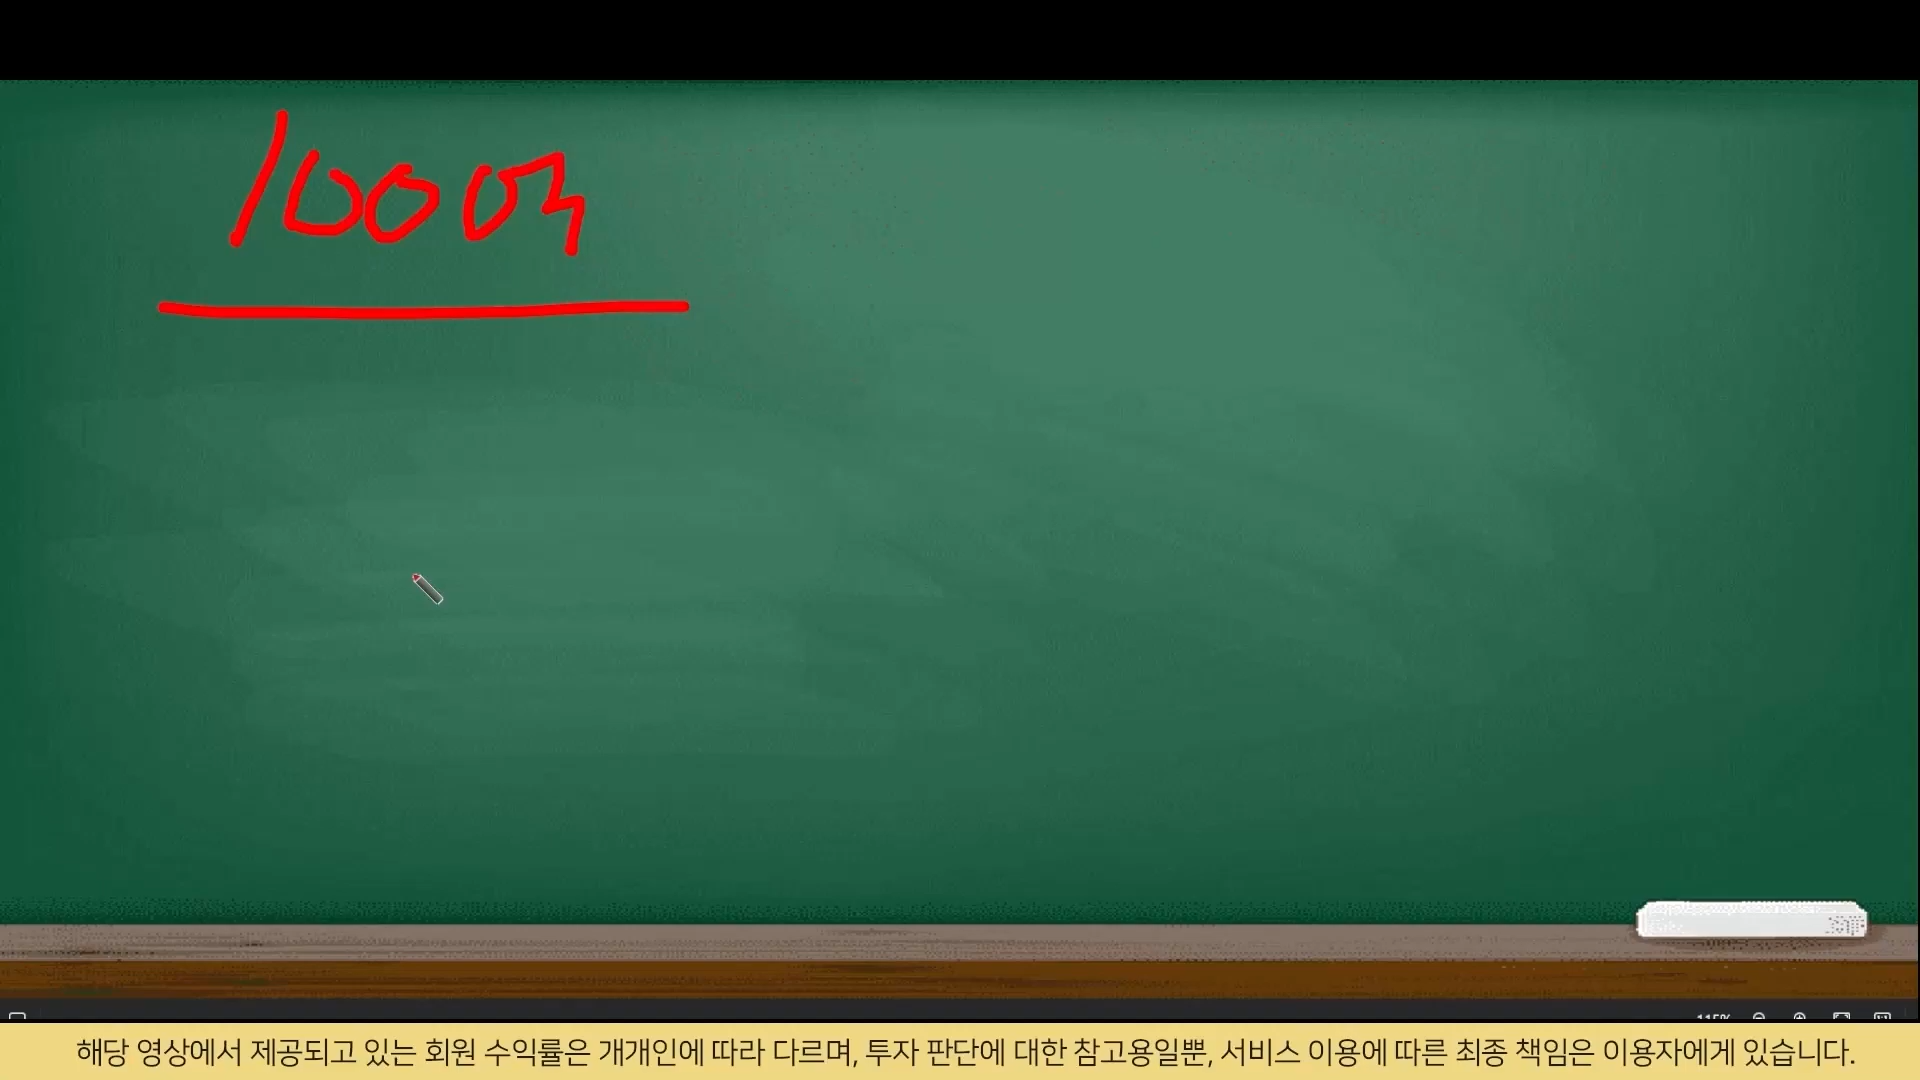 100억
115%
해당 영상에서 제공되고 있는 회원 수익률은 개개인에 따라 다르며, 투자 판단에 대한 참고용일뿐, 서비스 이용에 따른 최종 책임은 이용자에게 있습니다.